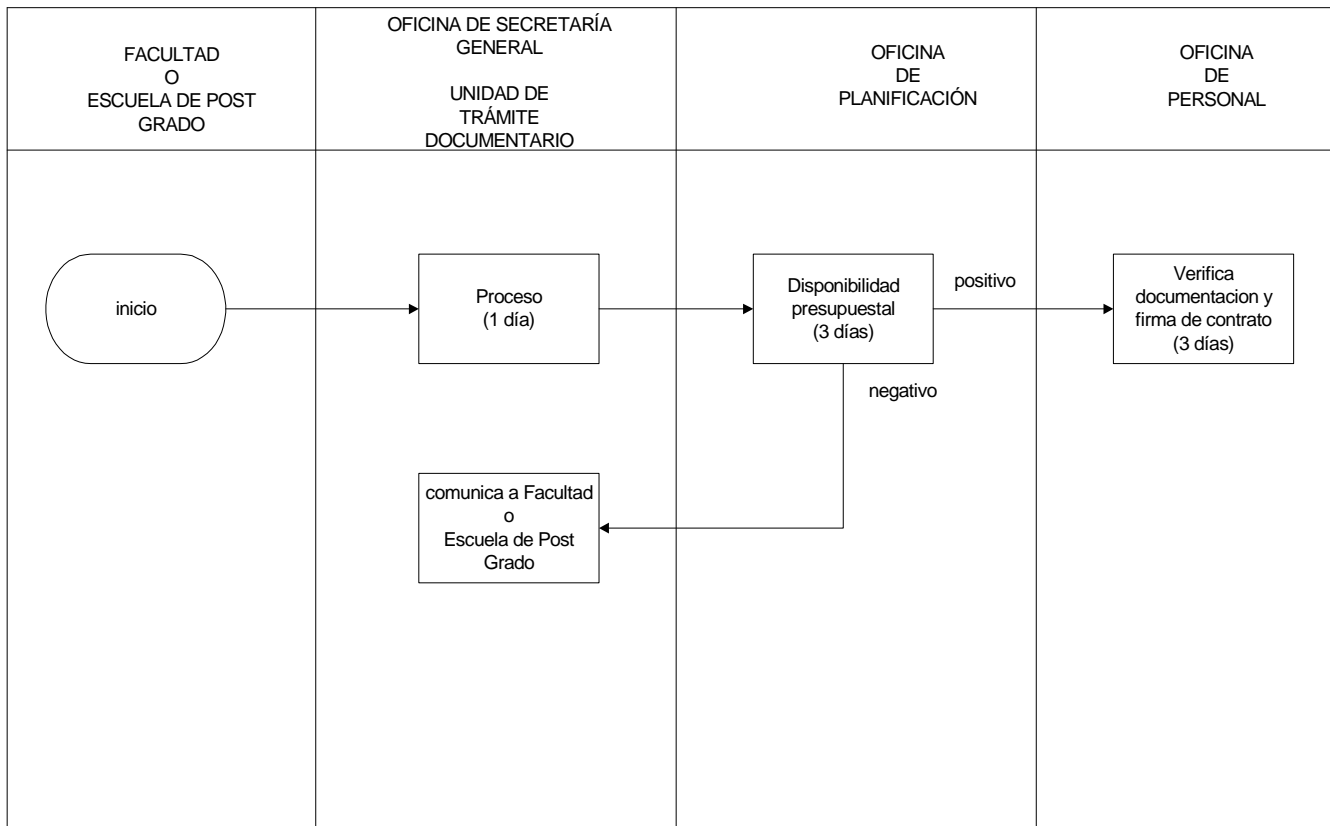 FACULTAD
O
ESCUELA DE POST
GRADO
OFICINA DE SECRETARÍA
GENERAL
UNIDAD DE
TRÁMITE
DOCUMENTARIO
OFICINA
DE
PLANIFICACIÓN
OFICINA
DE
PERSONAL
inicio
Proceso
(1 día)
Disponibilidad
presupuestal
(3 días)
positivo
Verifica
documentacion y
firma de contrato
(3 días)
negativo
comunica a Facultad
o
Escuela de Post
Grado